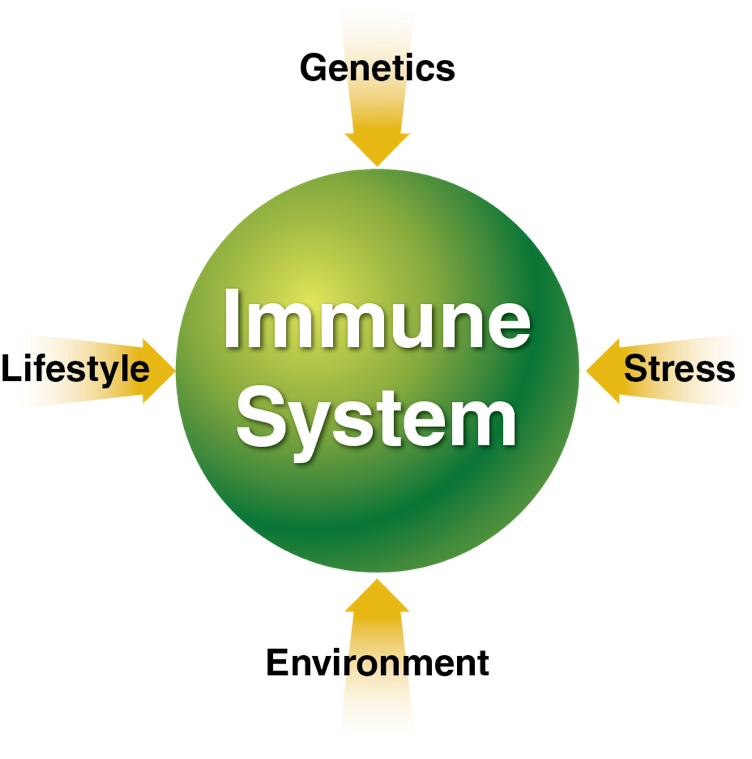 Genetics
Immune
System
Lifestyle
Stress
Environment